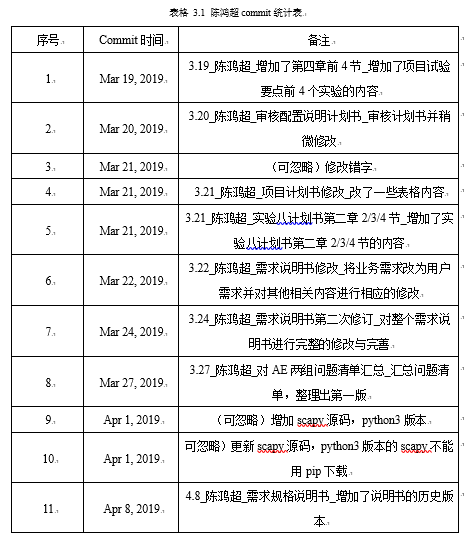 表格 3.1 陈鸿超 commit 统计表
序号 Commit 时间 备注
1 Mar 19, 2019 3.19_陈鸿超_增加了第四章前 4 节_增加了项目试验
要点前 4 个实验的内容
2 Mar 20, 2019 3.20_陈鸿超_审核配置说明计划书_审核计划书并稍
微修改
3 Mar 21, 2019 （可忽略）修改错字
4 Mar 21, 2019 3.21_陈鸿超_项目计划书修改_改了一些表格内容
5 Mar 21, 2019 3.21_陈鸿超_实验八计划书第二章 2/3/4 节_增加了实
验八计划书第二章 2/3/4 节的内容
6 Mar 22, 2019 3.22_陈鸿超_需求说明书修改_将业务需求改为用户
需求并对其他相关内容进行相应的修改
7 Mar 24, 2019 3.24_陈鸿超_需求说明书第二次修订_对整个需求说
明书进行完整的修改与完善
8 Mar 27, 2019 3.27_陈鸿超_对 AE 两组问题清单汇总_汇总问题清
单，整理出第一版
9 Apr 1, 2019 （可忽略）增加 scapy 源码，python3 版本
10 Apr 1, 2019 可忽略）更新 scapy 源码，python3 版本的 scapy 不能
用 pip 下载
11 Apr 8, 2019 4.8_陈鸿超_需求规格说明书_增加了说明书的历史版
本